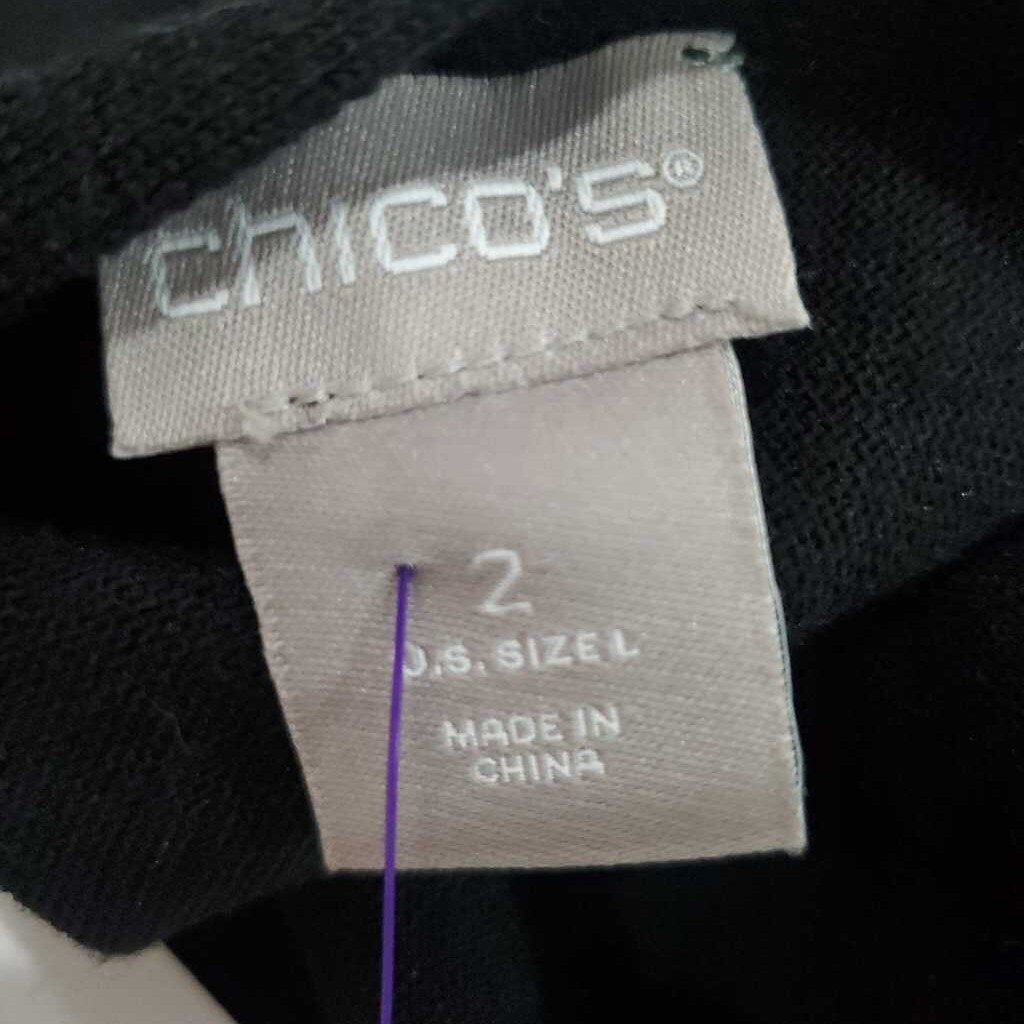 chico's®
2
U.S. SIZE L
MADE IN
CHINA